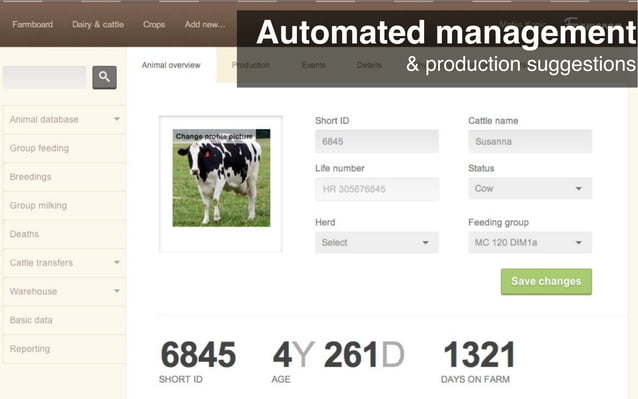 Farmboard Dairy & cattle Crops Add new...
Automated management
& production suggestions
Animal overview Production Events Details
Animal database
Group feeding
Breedings
Group milking
Deaths
Cattle transfers
Warehouse
Basic data
Reporting
Change profile picture
Short ID Cattle name
6845 Susanna
Life number Status
HR 305676845 Cow
Herd Feeding group
Select MC 120 DIM1a
Save changes
6845 4Y 261D 1321
SHORT ID AGE DAYS ON FARM